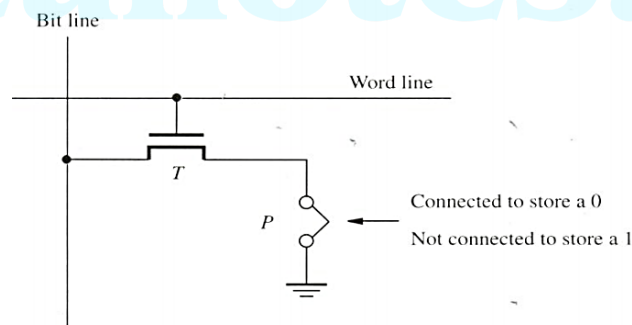 Bit line
Word line
T
P
Connected to store a 0
Not connected to store a 1